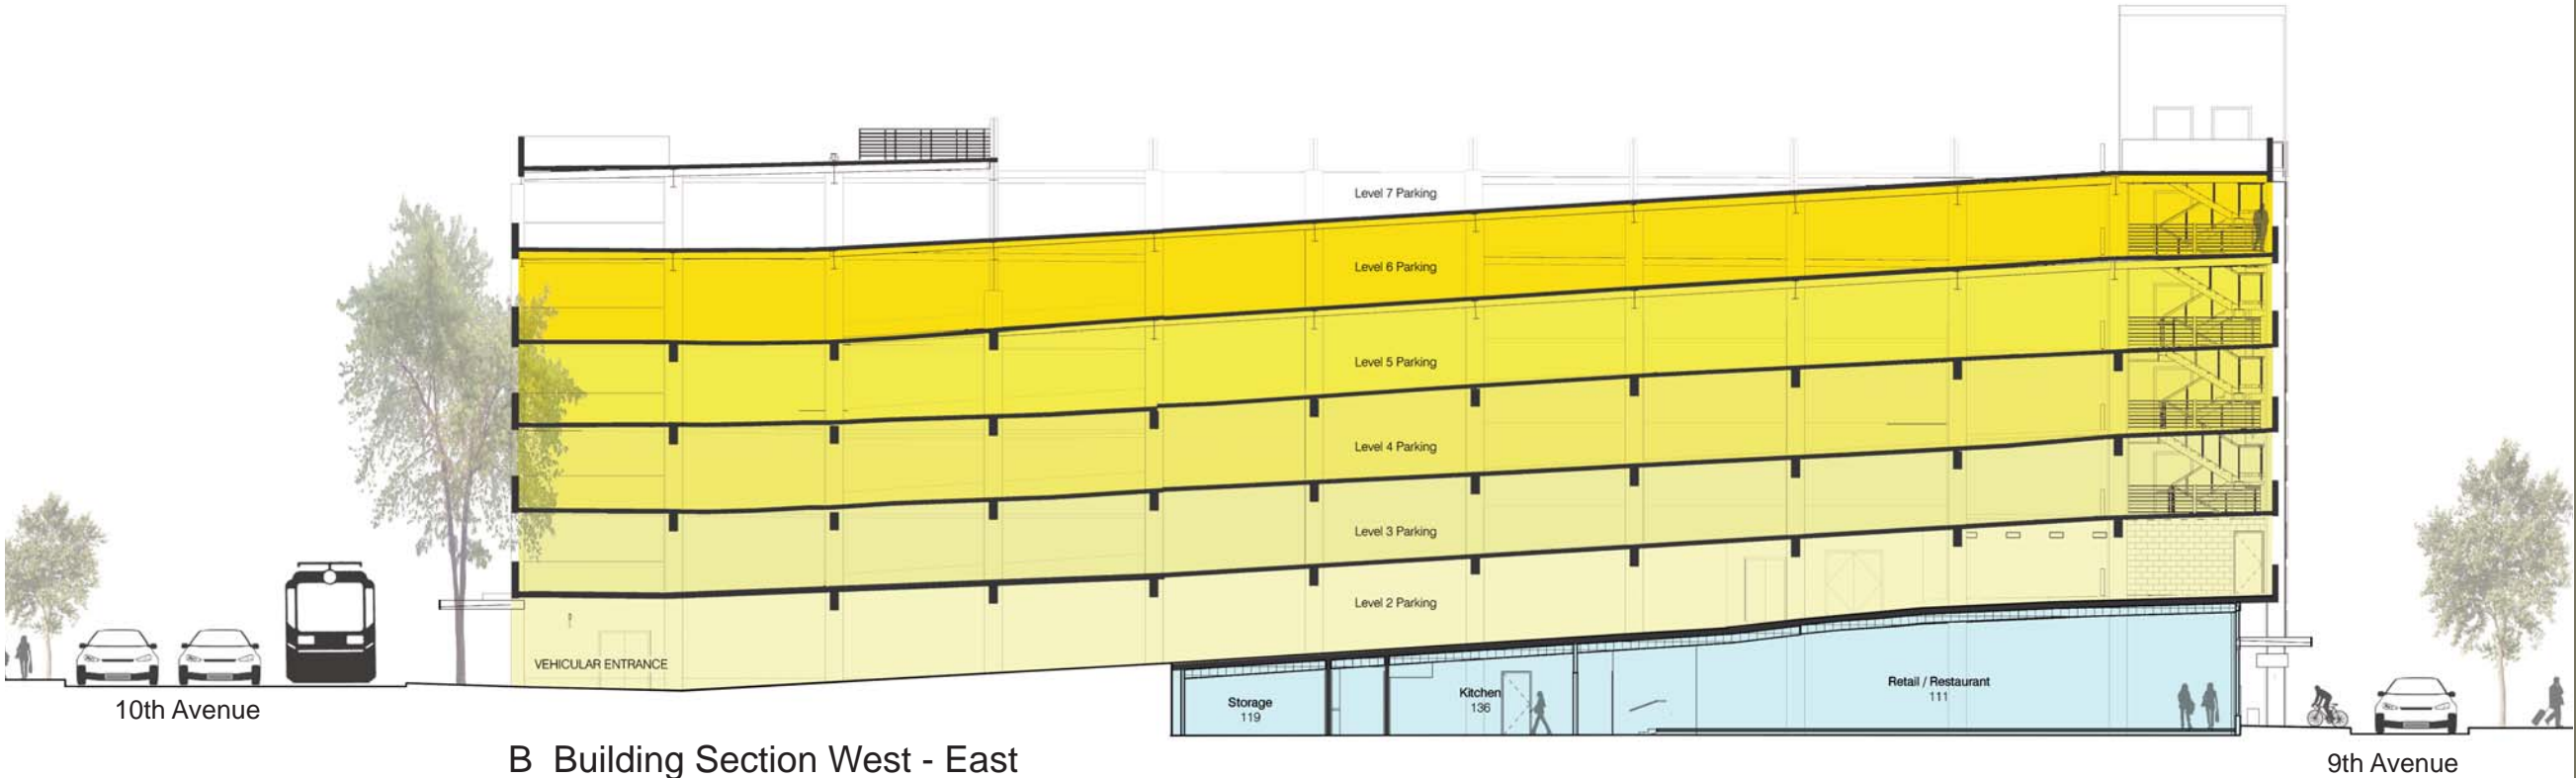 Level 7 Parking
Level 6 Parking
Level 5 Parking
Level 4 Parking
Level 3 Parking
Level 2 Parking
VEHICULAR ENTRANCE
Storage
119
Kitchen
136
Retail / Restaurant
111
10th Avenue
9th Avenue
B Building Section West - East